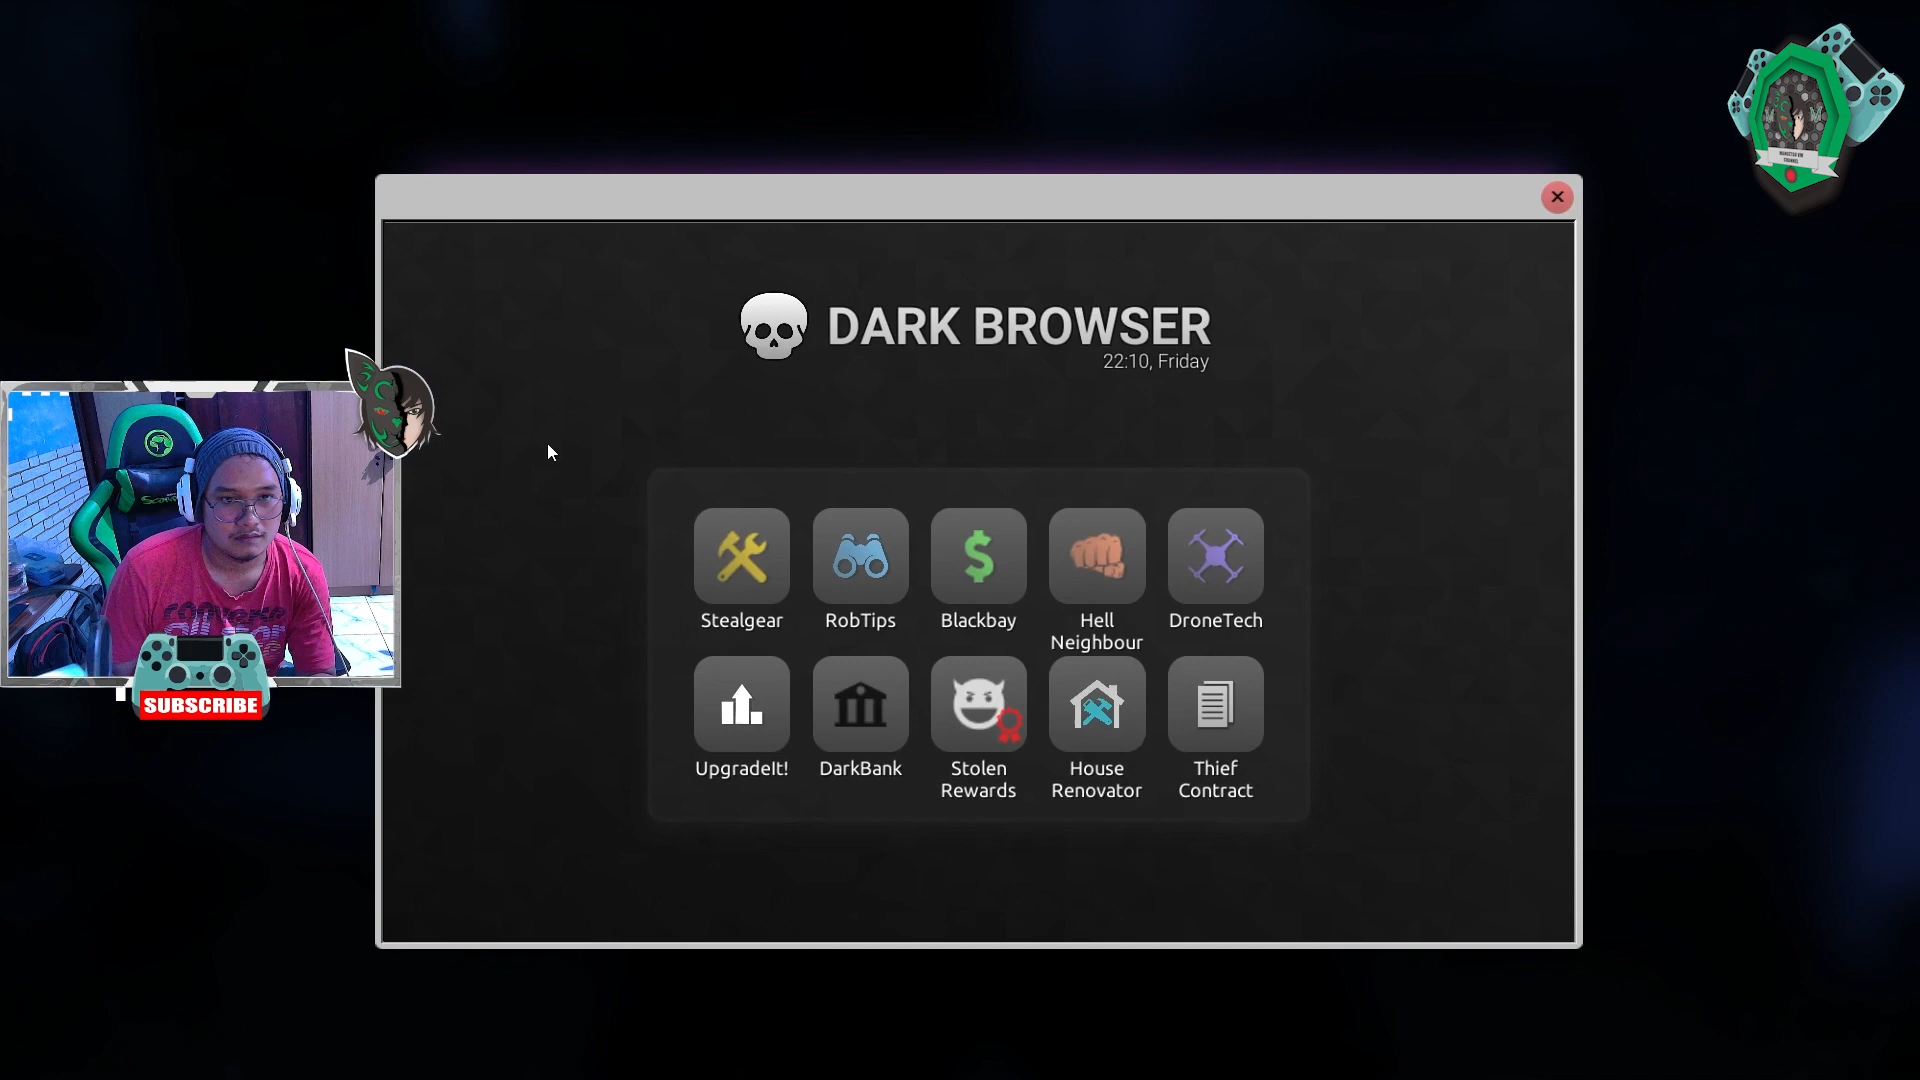 DARK BROWSER
22:10, Friday
Stealgear
RobTips
Blackbay
Hell
Neighbour
DroneTech
UpgradeIt!
DarkBank
Stolen
Rewards
House
Renovator
Thief
Contract
SUBSCRIBE